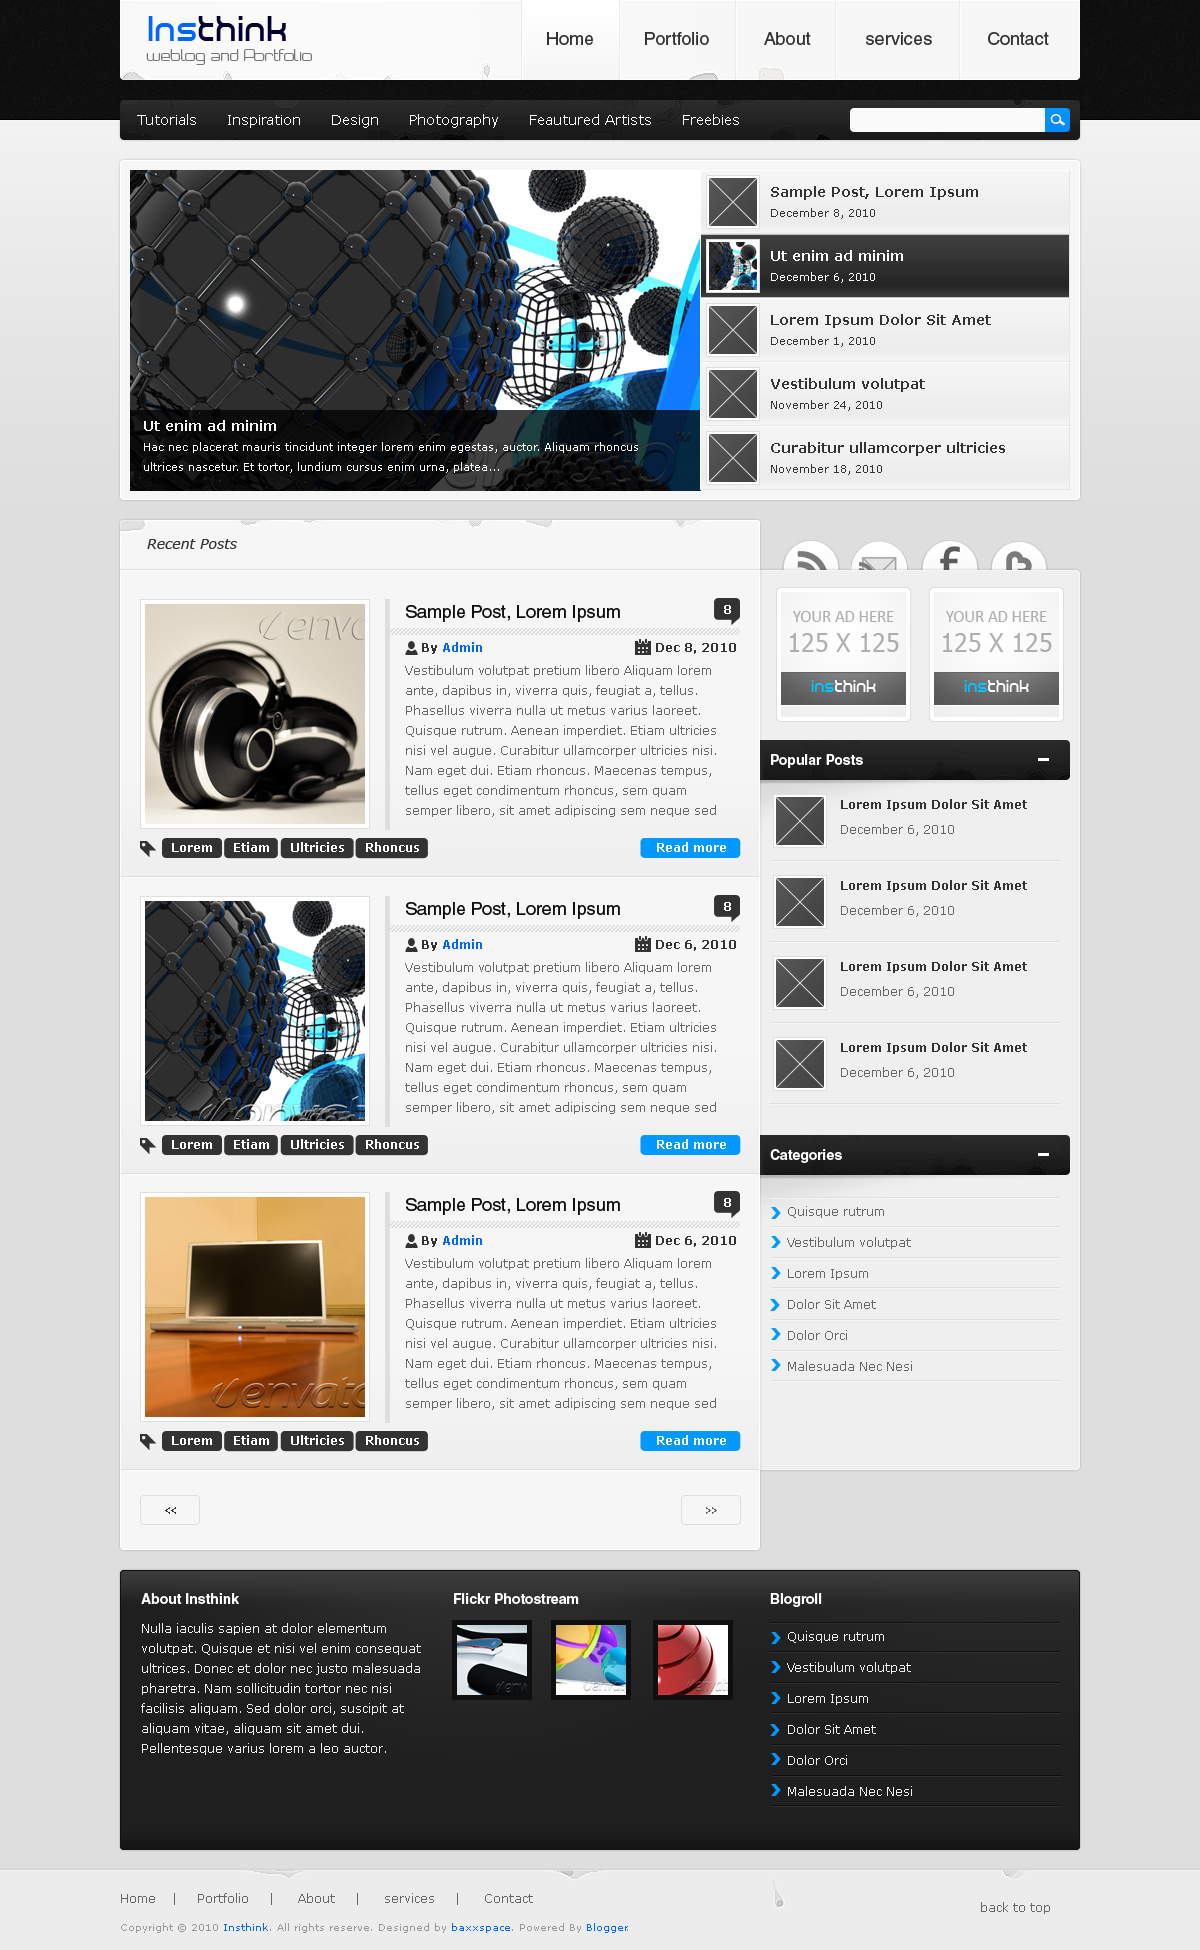 Insthink
weblog and Portfolio
Home
Portfolio
About
services
Contact
Tutorials
Inspiration
Design
Photography
Feautured Artists
Freebies
Ut enim ad minim
Hac nec placerat mauris tincidunt integer lorem enim egestas, auctor. Aliquam rhoncus
ultrices nascetur. Et tortor, lundium cursus enim urna, platea...
Sample Post, Lorem Ipsum
December 8, 2010
Ut enim ad minim
December 6, 2010
Lorem Ipsum Dolor Sit Amet
December 1, 2010
Vestibulum volutpat
November 24, 2010
Curabitur ullamcorper ultricies
November 18, 2010
Recent Posts
Sample Post, Lorem Ipsum
8
By Admin
Dec 8, 2010
Vestibulum volutpat pretium libero Aliquam lorem
ante, dapibus in, viverra quis, feugiat a, tellus.
Phasellus viverra nulla ut metus varius laoreet.
Quisque rutrum. Aenean imperdiet. Etiam ultricies
nisi vel augue. Curabitur ullamcorper ultricies nisi.
Nam eget dui. Etiam rhoncus. Maecenas tempus,
tellus eget condimentum rhoncus, sem quam
semper libero, sit amet adipiscing sem neque sed
Lorem
Etiam
Ultricies
Rhoncus
Read more
Sample Post, Lorem Ipsum
8
By Admin
Dec 6, 2010
Vestibulum volutpat pretium libero Aliquam lorem
ante, dapibus in, viverra quis, feugiat a, tellus.
Phasellus viverra nulla ut metus varius laoreet.
Quisque rutrum. Aenean imperdiet. Etiam ultricies
nisi vel augue. Curabitur ullamcorper ultricies nisi.
Nam eget dui. Etiam rhoncus. Maecenas tempus,
tellus eget condimentum rhoncus, sem quam
semper libero, sit amet adipiscing sem neque sed
Lorem
Etiam
Ultricies
Rhoncus
Read more
Sample Post, Lorem Ipsum
8
By Admin
Dec 6, 2010
Vestibulum volutpat pretium libero Aliquam lorem
ante, dapibus in, viverra quis, feugiat a, tellus.
Phasellus viverra nulla ut metus varius laoreet.
Quisque rutrum. Aenean imperdiet. Etiam ultricies
nisi vel augue. Curabitur ullamcorper ultricies nisi.
Nam eget dui. Etiam rhoncus. Maecenas tempus,
tellus eget condimentum rhoncus, sem quam
semper libero, sit amet adipiscing sem neque sed
envato
Lorem
Etiam
Ultricies
Rhoncus
Read more
<<
>>
YOUR AD HERE
125 X 125
insthink
YOUR AD HERE
125 X 125
insthink
Popular Posts
Lorem Ipsum Dolor Sit Amet
December 6, 2010
Lorem Ipsum Dolor Sit Amet
December 6, 2010
Lorem Ipsum Dolor Sit Amet
December 6, 2010
Lorem Ipsum Dolor Sit Amet
December 6, 2010
Categories
Quisque rutrum
Vestibulum volutpat
Lorem Ipsum
Dolor Sit Amet
Dolor Orci
Malesuada Nec Nesi
About Insthink
Nulla iaculis sapien at dolor elementum
volutpat. Quisque et nisi vel enim consequat
ultrices. Donec et dolor nec justo malesuada
pharetra. Nam sollicitudin tortor nec nisi
facilisis aliquam. Sed dolor orci, suscipit at
aliquam vitae, aliquam sit amet dui.
Pellentesque varius lorem a leo auctor.
Flickr Photostream
Blogroll
Quisque rutrum
Vestibulum volutpat
Lorem Ipsum
Dolor Sit Amet
Dolor Orci
Malesuada Nec Nesi
Home | Portfolio | About | services | Contact
back to top
Copyright © 2010 Insthink. All rights reserve. Designed by baxxspace. Powered By Blogger.